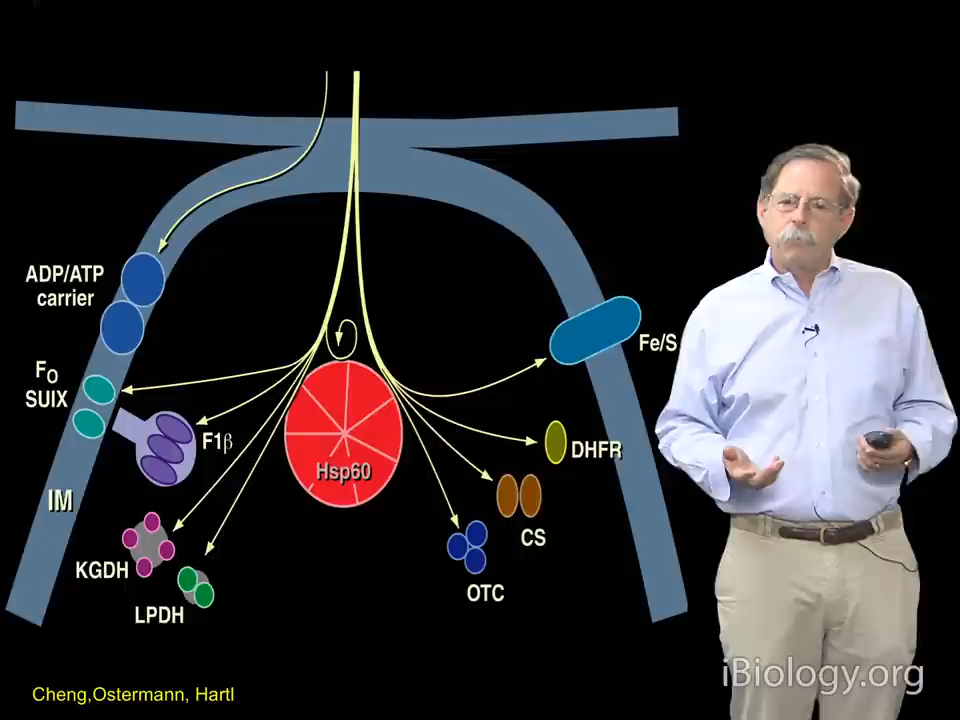 ADP/ATP
carrier
Fe/S
FO
SUIX
F1β
DHFR
Hsp60
IM
CS
KGDH
OTC
LPDH
iBiology.org
Cheng,Ostermann, Hartl